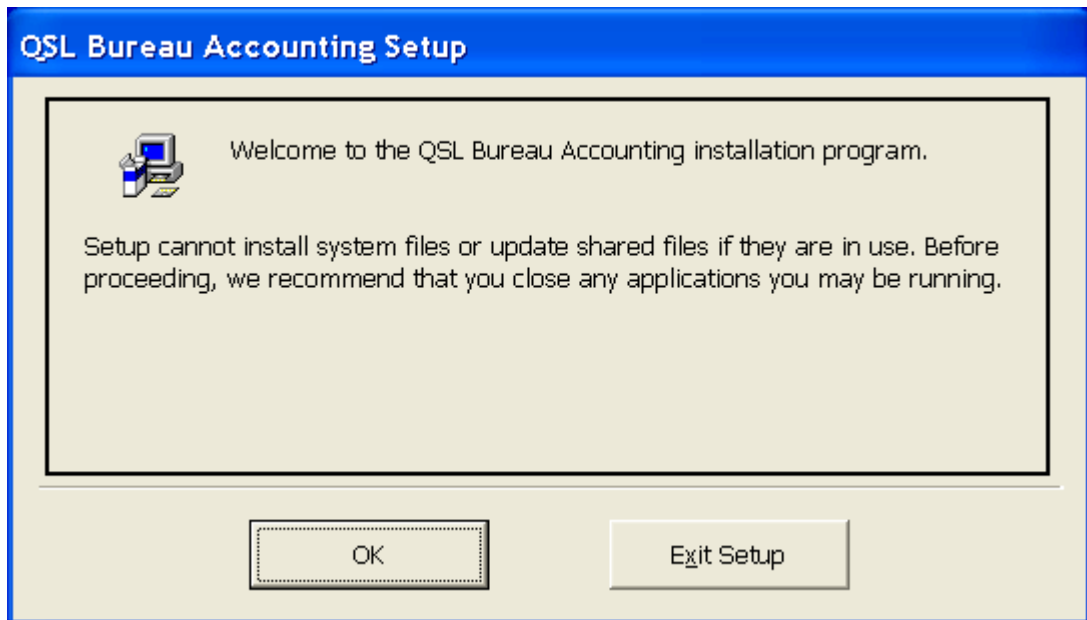 QSL Bureau Accounting Setup
Welcome to the QSL Bureau Accounting installation program.
Setup cannot install system files or update shared files if they are in use. Before
proceeding, we recommend that you close any applications you may be running.
OK
Exit Setup